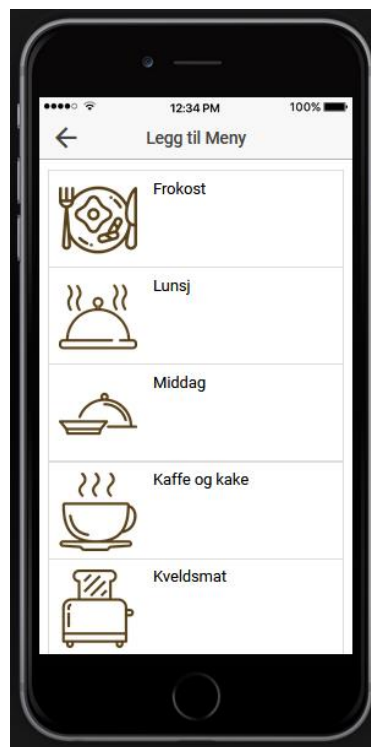 12:34 PM
100%
Legg til Meny
Frokost
Lunsj
Middag
Kaffe og kake
Kveldsmat